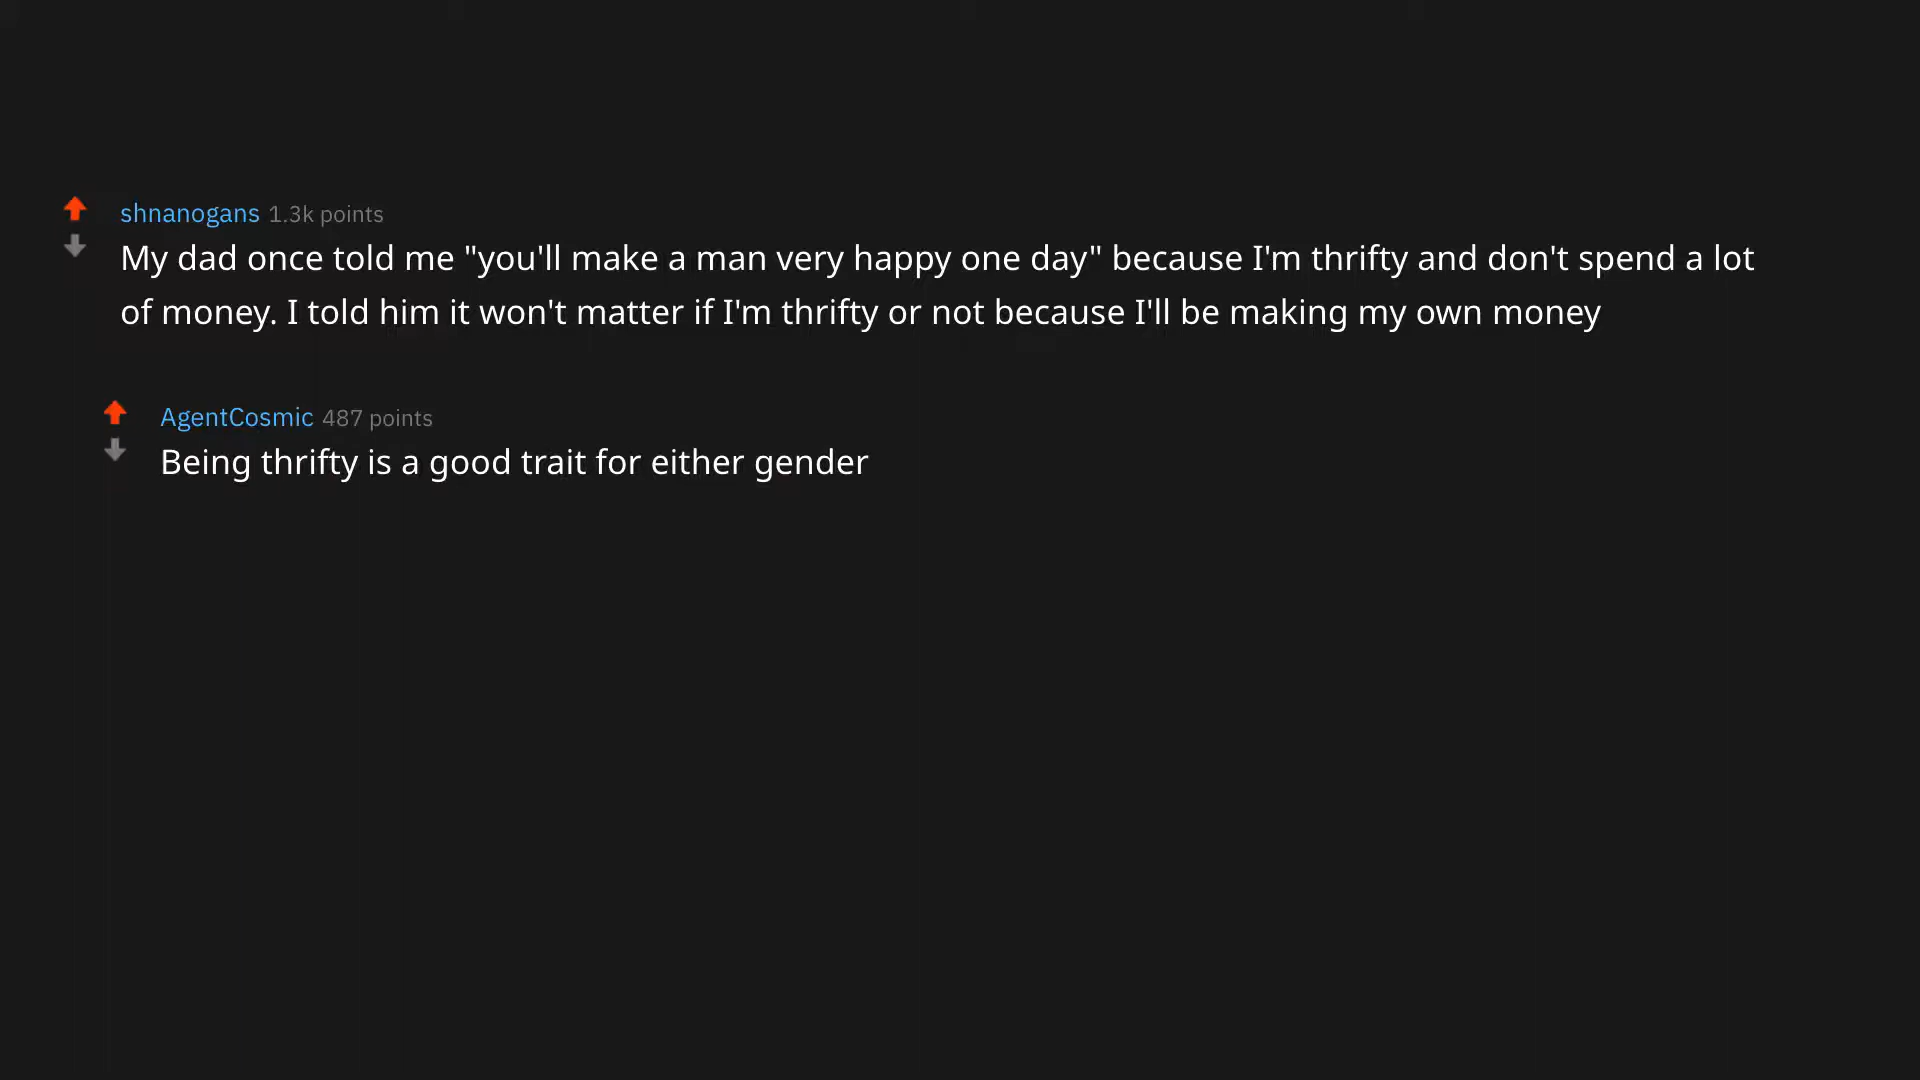 shnanogans 1.3k points
My dad once told me "you'll make a man very happy one day" because I'm thrifty and don't spend a lot
of money. I told him it won't matter if I'm thrifty or not because I'll be making my own money
AgentCosmic 487 points
Being thrifty is a good trait for either gender